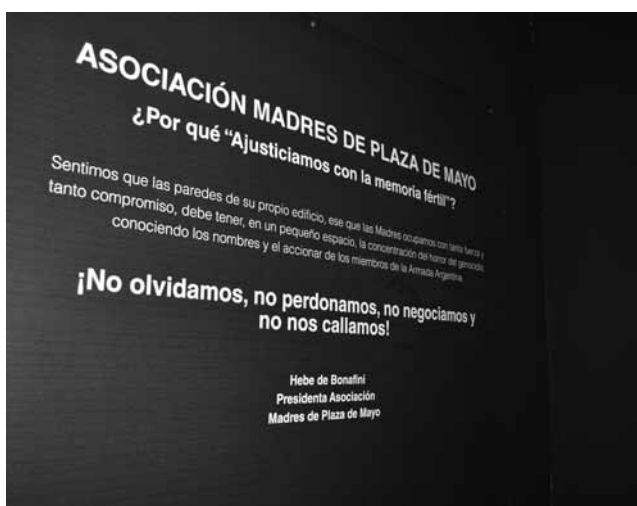 ASOCIACIÓN MADRES DE PLAZA DE MAYO
¿Por qué “Ajusticiamos con la memoria fértil”?
Sentimos que las paredes de su propio edificio, ese que las Madres ocupamos con tanta fuerza y
tanto compromiso, debe tener, en un pequeño espacio, la concentración del horror del genocidio,
conociendo los nombres y el accionar de los miembros de la Armada Argentina.
¡No olvidamos, no perdonamos, no negociamos y
no nos callamos!
Hebe de Bonafini
Presidenta Asociación
Madres de Plaza de Mayo